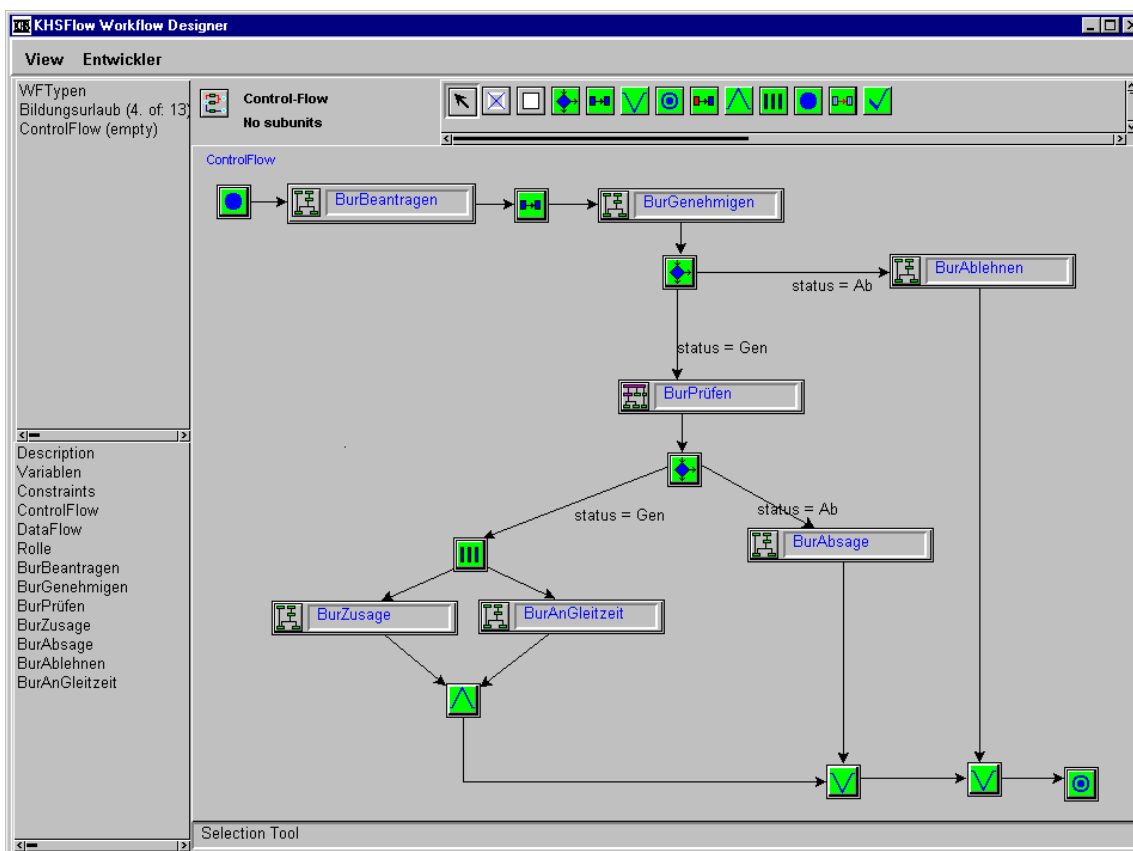 KHSFlow Workflow Designer
View Entwickler
WFTypen
Bildungsurlaub (4. of: 13)
ControlFlow (empty)
Control-Flow
No subunits
ControlFlow
BurBeantragen
BurGenehmigen
BurAblehnen
status = Ab
status = Gen
BurPrüfen
status = Gen
status = Ab
BurAbsage
BurZusage
BurAnGleitzeit
Description
Variablen
Constraints
ControlFlow
DataFlow
Rolle
BurBeantragen
BurGenehmigen
BurPrüfen
BurZusage
BurAbsage
BurAblehnen
BurAnGleitzeit
Selection Tool